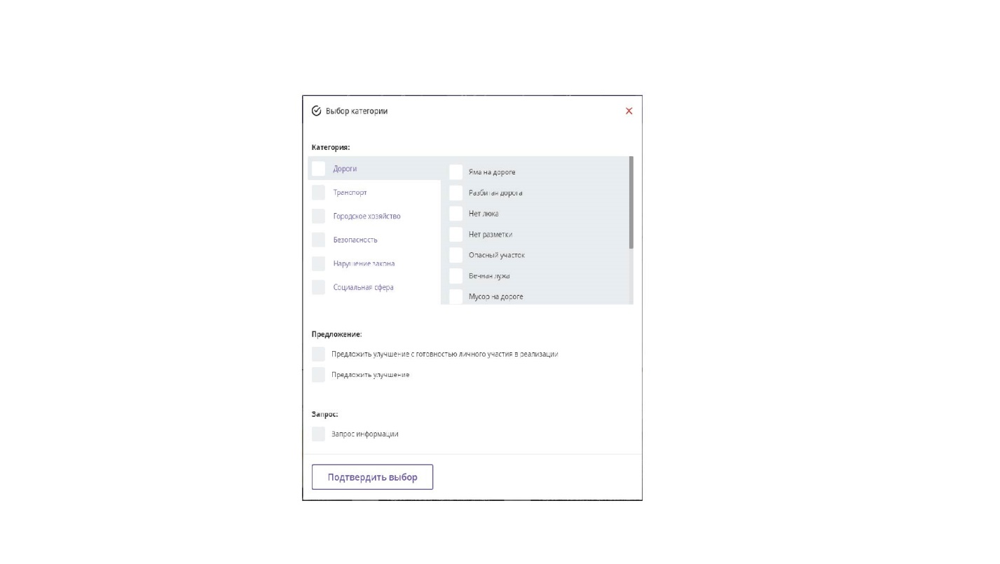 Выбор категории
Категория:
Дороги
Транспорт
Городское хозяйство
Безопасность
Нарушение закона
Социальная сфера
Яма на дороге
Разбитая дорога
Нет люка
Нет разметки
Опасный участок
Вечная лужа
Мусор на дороге
Предложение:
Предложить улучшение с готовностью личного участия в реализации
Предложить улучшение
Запрос:
Запрос информации
Подтвердить выбор